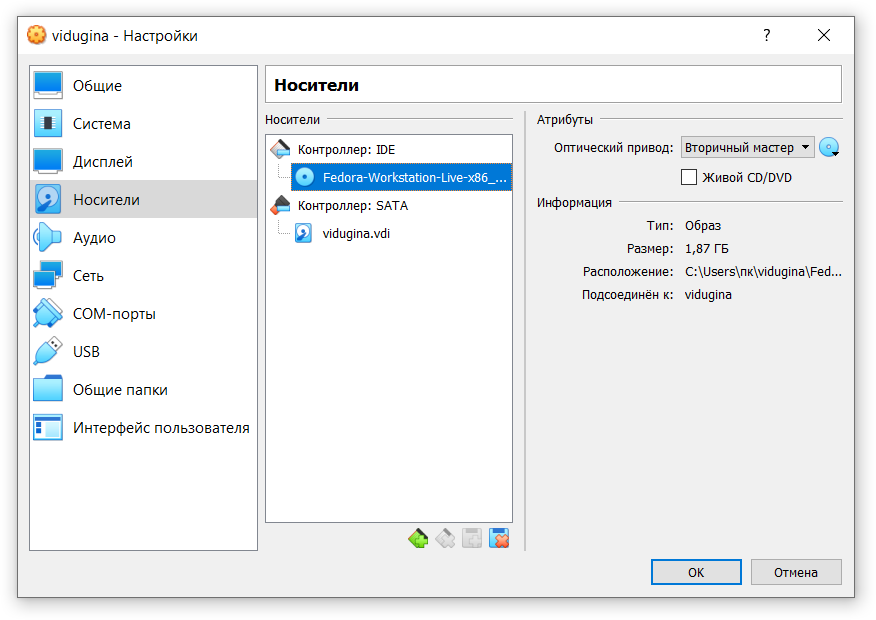 vidugina - Настройки
?
Общие
Система
Дисплей
Носители
Аудио
Сеть
COM-порты
USB
Общие папки
Интерфейс пользователя
Носители
Носители
Контроллер: IDE
Fedora-Workstation-Live-x86_...
Контроллер: SATA
vidugina.vdi
Атрибуты
Оптический привод: Вторичный мастер
Живой CD/DVD
Информация
Тип: Образ
Размер: 1,87 ГБ
Расположение: C:\Users\пк\vidugina\Fed...
Подсоединён к: vidugina
OK
Отмена